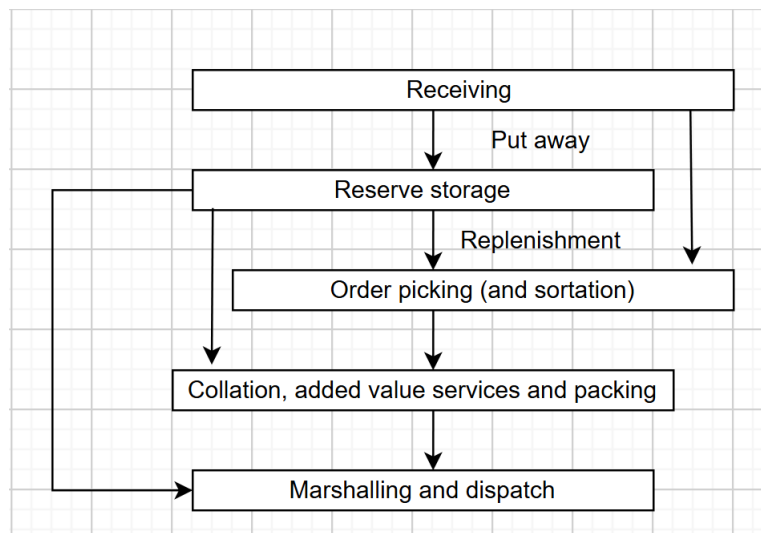 Receiving
Put away
Reserve storage
Replenishment
Order picking (and sortation)
Collation, added value services and packing
Marshalling and dispatch